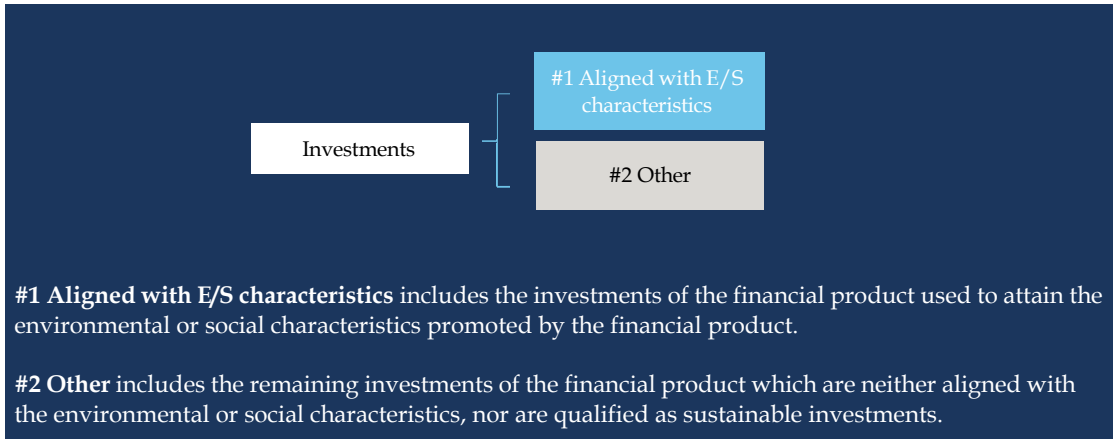 #1 Aligned with E/S
characteristics
Investments
#2 Other
#1 Aligned with E/S characteristics includes the investments of the financial product used to attain the
environmental or social characteristics promoted by the financial product.
#2 Other includes the remaining investments of the financial product which are neither aligned with
the environmental or social characteristics, nor are qualified as sustainable investments.